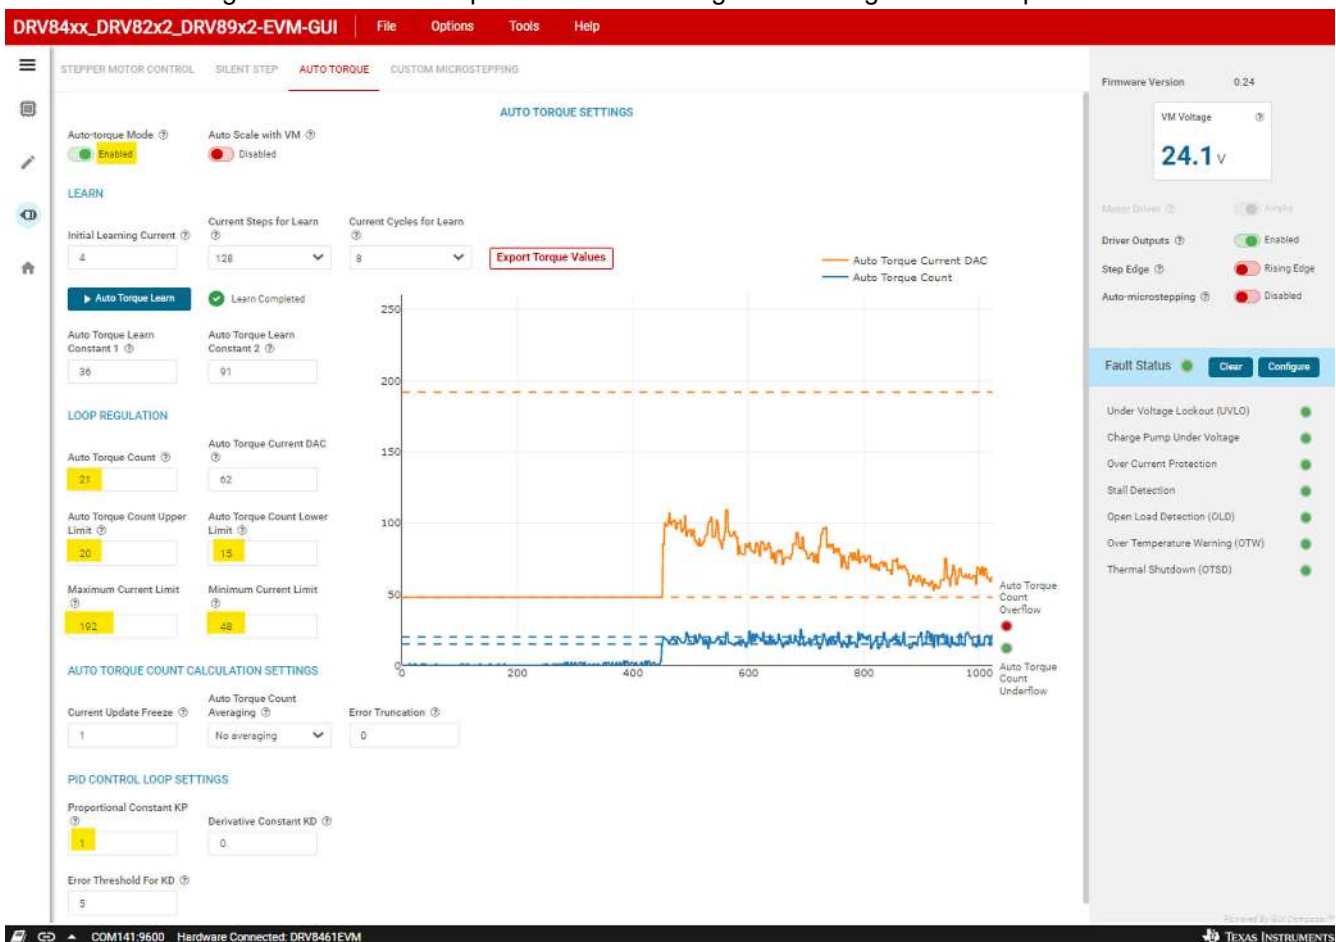 DRV84xx_DRV82x2_DRV89x2-EVM-GUI File Options Tools Help
STEPPER MOTOR CONTROL SILENT STEP AUTO TORQUE CUSTOM MICROSTEPPING
AUTO TORQUE SETTINGS
Auto-torque Mode Auto Scale with VM
Enabled Disabled
LEARN
Initial Learning Current Current Steps for Learn Current Cycles for Learn
4 128 8 Export Torque Values
Auto Torque Learn Learn Completed
Auto Torque Learn Constant 1 Auto Torque Learn Constant 2
36 91
LOOP REGULATION
Auto Torque Count Auto Torque Current DAC
21 62
Auto Torque Count Upper Limit Auto Torque Count Lower Limit
20 15
Maximum Current Limit Minimum Current Limit
192 48
AUTO TORQUE COUNT CALCULATION SETTINGS
Current Update Freeze Auto Torque Count Averaging Error Truncation
1 No averaging 0
PID CONTROL LOOP SETTINGS
Proportional Constant KP Derivative Constant KD
1 0
Error Threshold For KD
5
Auto Torque Current DAC
Auto Torque Count
250
200
150
100
50
0
0 200 400 600 800 1000
Auto Torque
Count
Overflow
Auto Torque
Count
Underflow
Firmware Version 0.24
VM Voltage
24.1 V
Motor Driver Awake
Driver Outputs Enabled
Step Edge Rising Edge
Auto-microstepping Disabled
Fault Status Clear Configure
Under Voltage Lockout (UVLO)
Charge Pump Under Voltage
Over Current Protection
Stall Detection
Open Load Detection (OLD)
Over Temperature Warning (OTW)
Thermal Shutdown (OTSD)
Powered By GUI Composer™
COM141:9600 Hardware Connected: DRV8461EVM
TEXAS INSTRUMENTS